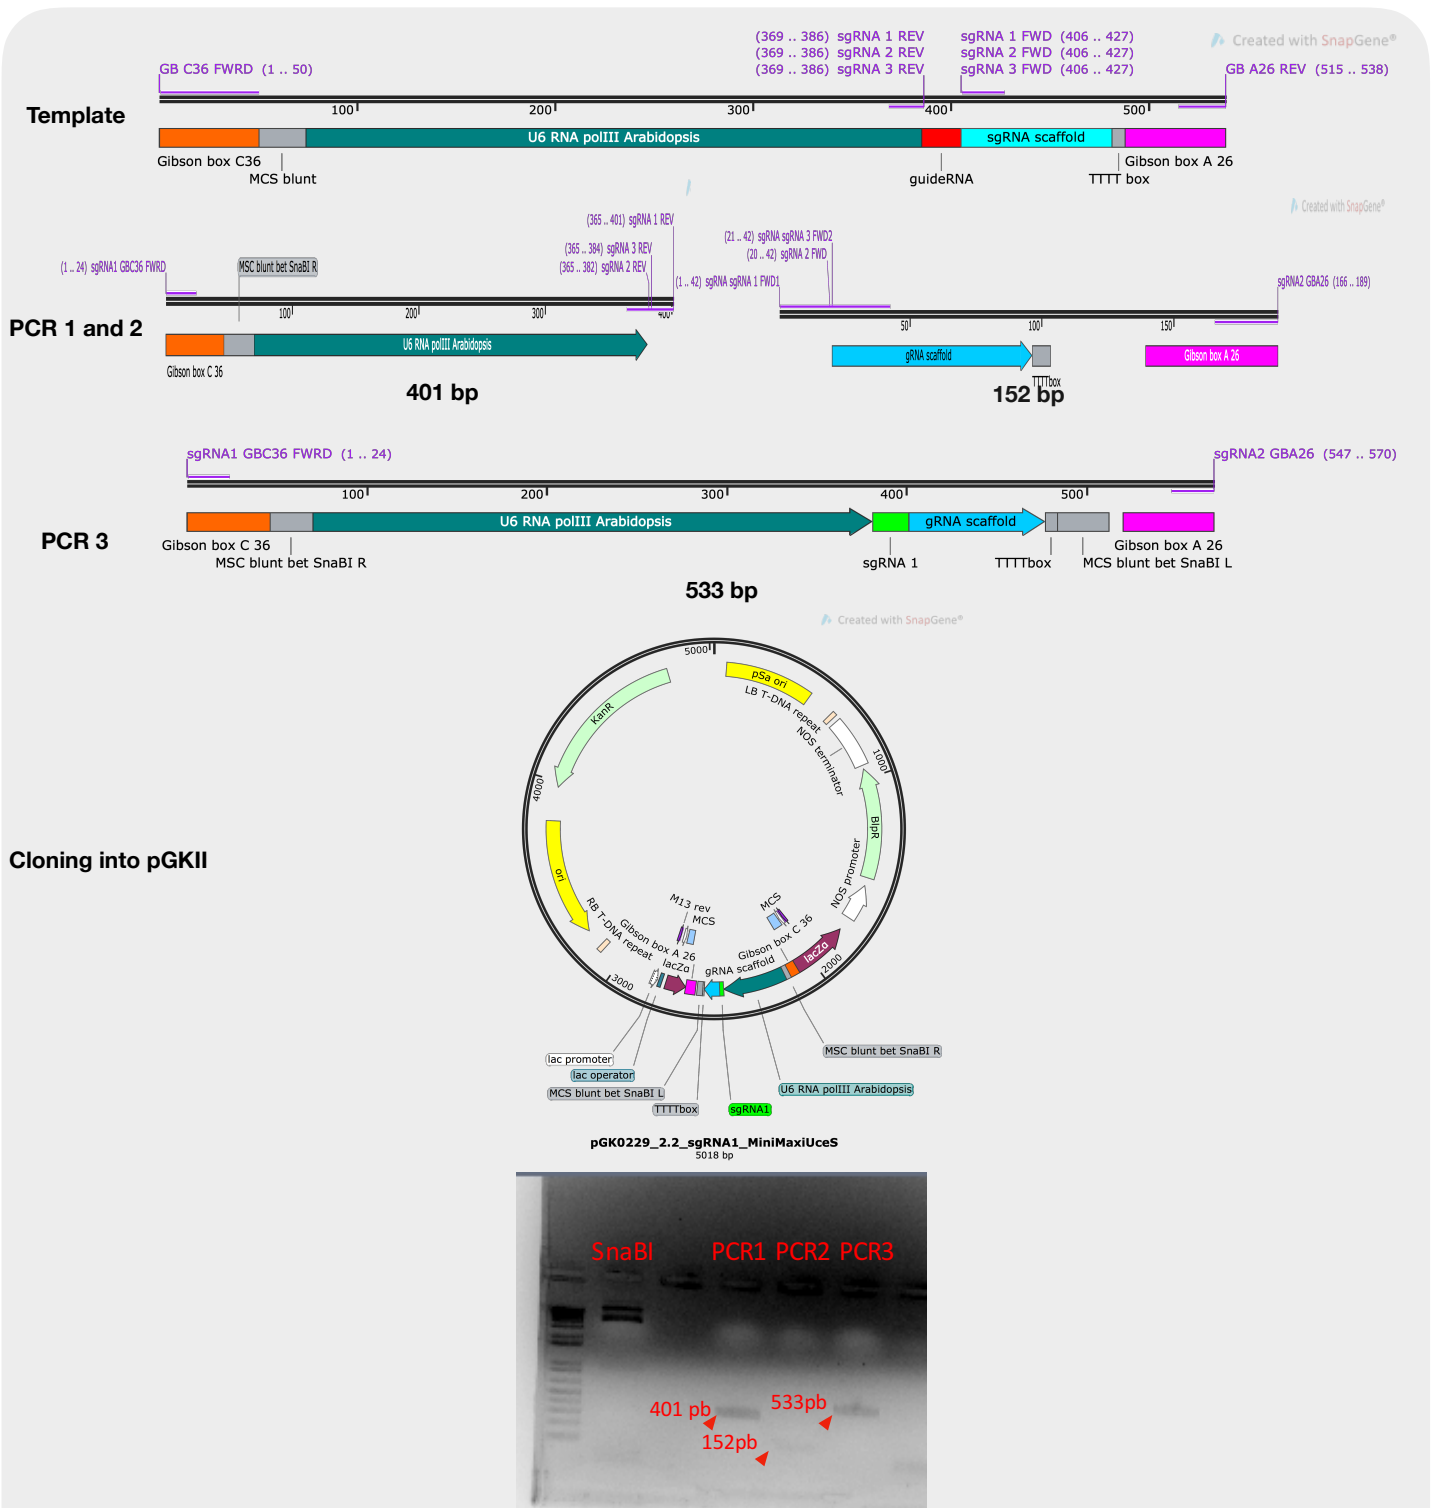 (369 .. 386) sgRNA 1 REV
sgRNA 1 FWD (406 .. 427)
Created with SnapGene®
(369 .. 386) sgRNA 2 REV
sgRNA 2 FWD (406 .. 427)
GB C36 FWRD (1 .. 50)
(369 .. 386) sgRNA 3 REV
sgRNA 3 FWD (406 .. 427)
GB A26 REV (515 .. 538)
Template
100
200
300
400
500
U6 RNA polIII Arabidopsis
sgRNA scaffold
Gibson box C36
Gibson box A 26
MCS blunt
guideRNA
TTTT box
Created with SnapGene®
(365 .. 401) sgRNA 1 REV
(21 .. 42) sgRNA sgRNA 3 FWD2
(365 .. 384) sgRNA 3 REV
(20 .. 42) sgRNA 2 FWD
(1 .. 24) sgRNA1 GBC36 FWRD
MSC blunt bet SnaBI R
(365 .. 382) sgRNA 2 REV
(1 .. 42) sgRNA sgRNA 1 FWD1
sgRNA2 GBA26 (166 .. 189)
PCR 1 and 2
100
200
300
400
50
100
150
U6 RNA polIII Arabidopsis
gRNA scaffold
Gibson box A 26
Gibson box C 36
TTTTbox
401 bp
152 bp
sgRNA1 GBC36 FWRD (1 .. 24)
sgRNA2 GBA26 (547 .. 570)
100
200
300
400
500
PCR 3
U6 RNA polIII Arabidopsis
gRNA scaffold
Gibson box C 36
Gibson box A 26
MSC blunt bet SnaBI R
sgRNA 1
TTTTbox
MCS blunt bet SnaBI L
533 bp
Created with SnapGene®
Cloning into pGKII
5000
pSa ori
LB T-DNA repeat
KanR
NOS terminator
1000
4000
BlpR
NOS promoter
ori
M13 rev
MCS
MCS
RB T-DNA repeat
Gibson box A 26
Gibson box C 36
lacZα
gRNA scaffold
lacZα
2000
3000
MSC blunt bet SnaBI R
lac promoter
lac operator
U6 RNA polIII Arabidopsis
MCS blunt bet SnaBI L
TTTTbox
sgRNA1
pGK0229_2.2_sgRNA1_MiniMaxiUceS
5018 bp
SnaBI
PCR1
PCR2
PCR3
401 pb
533pb
152pb